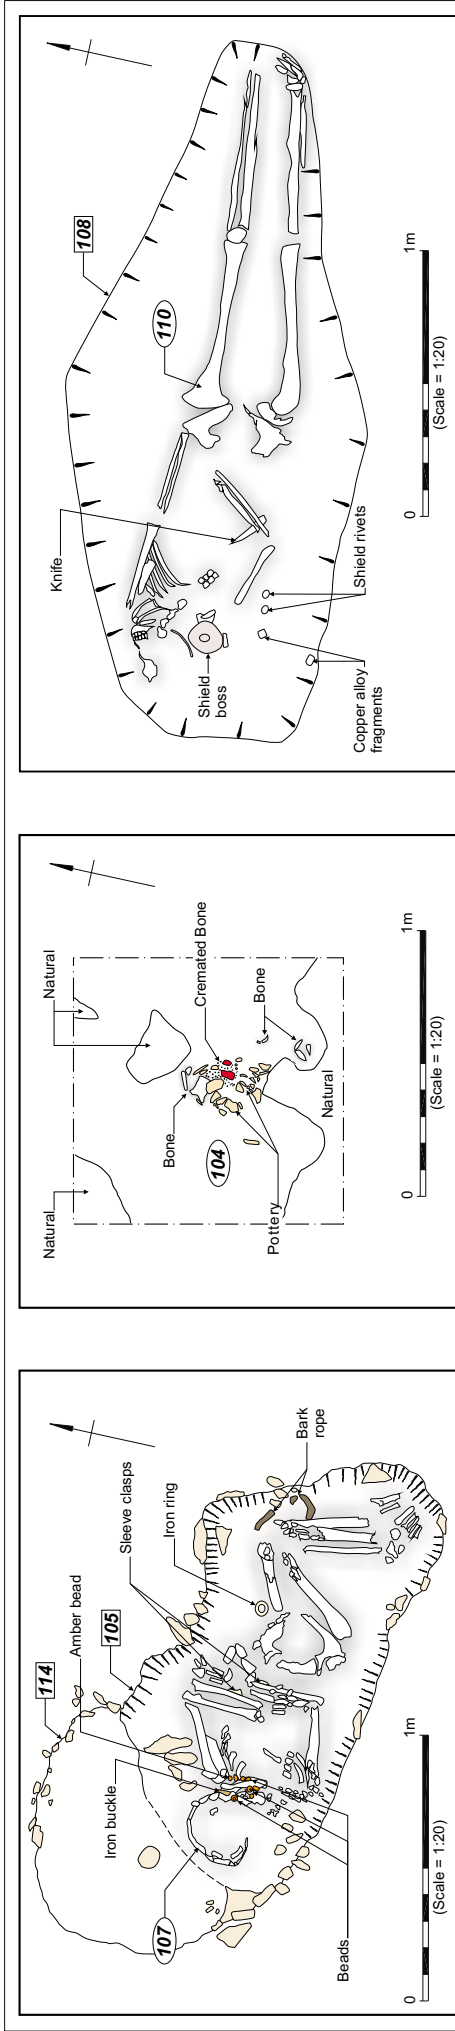 Knife
108
110
Shield
boss
Shield rivets
Copper alloy
fragments
0
1m
(Scale = 1:20)
Natural
Natural
Bone
104
Cremated Bone
Bone
Pottery
Natural
0
1m
(Scale = 1:20)
114
105
Amber bead
Sleeve clasps
Iron ring
Bark
rope
Iron buckle
107
Beads
0
1m
(Scale = 1:20)